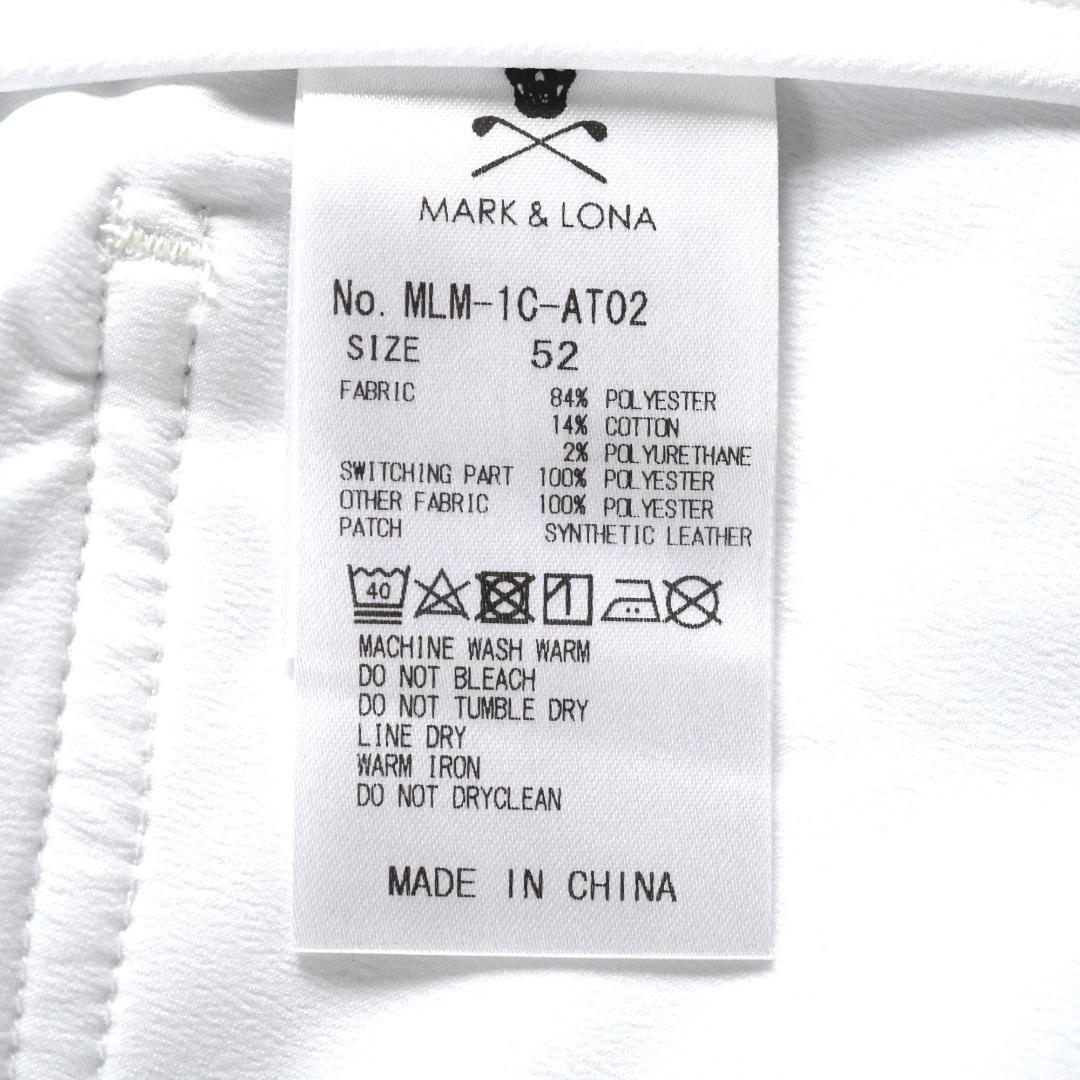 MARK & LONA
No. MLM-1C-AT02
SIZE 52
FABRIC 84% POLYESTER
14% COTTON
2% POLYURETHANE
SWITCHING PART 100% POLYESTER
OTHER FABRIC 100% POLYESTER
PATCH SYNTHETIC LEATHER
40
MACHINE WASH WARM
DO NOT BLEACH
DO NOT TUMBLE DRY
LINE DRY
WARM IRON
DO NOT DRYCLEAN
MADE IN CHINA